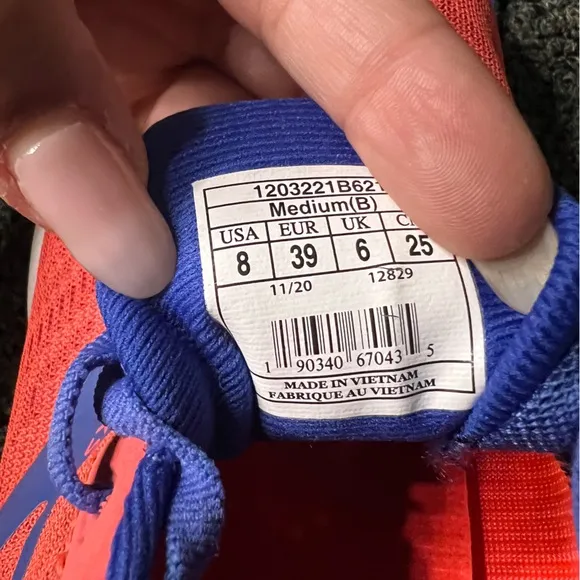 1203221B621
Medium(B)
USA EUR UK
8 39 6 25
11/20 12829
1 90340 67043 5
MADE IN VIETNAM
FABRIQUE AU VIETNAM